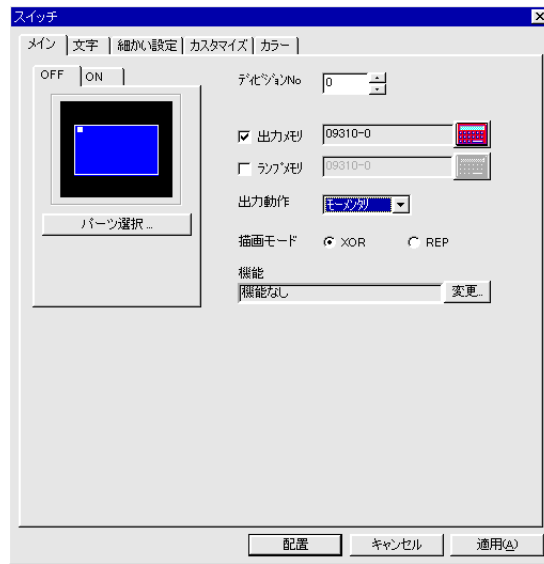 スイッチ
メイン 文字 細かい設定 カスタマイズ カラー
OFF ON
ディビジョンNo 0
出力メモリ 09310-0
ランプメモリ 09310-0
出力動作 モーメンタリ
パーツ選択...
描画モード XOR REP
機能
機能なし 変更...
配置 キャンセル 適用(A)